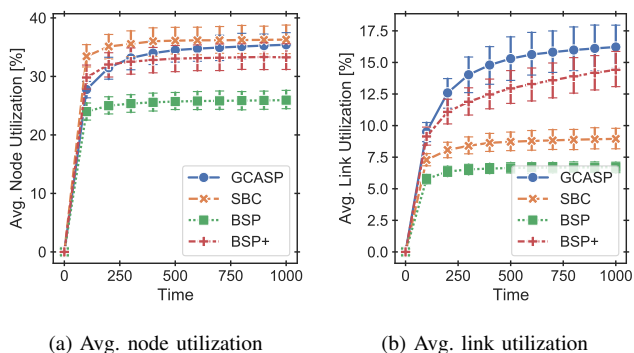 Avg. Node Utilization [%]
40
30
20
10
0
GCASP
SBC
BSP
BSP+
0 250 500 750 1000
Time
(a) Avg. node utilization
Avg. Link Utilization [%]
17.5
15.0
12.5
10.0
7.5
5.0
2.5
0.0
GCASP
SBC
BSP
BSP+
0 250 500 750 1000
Time
(b) Avg. link utilization